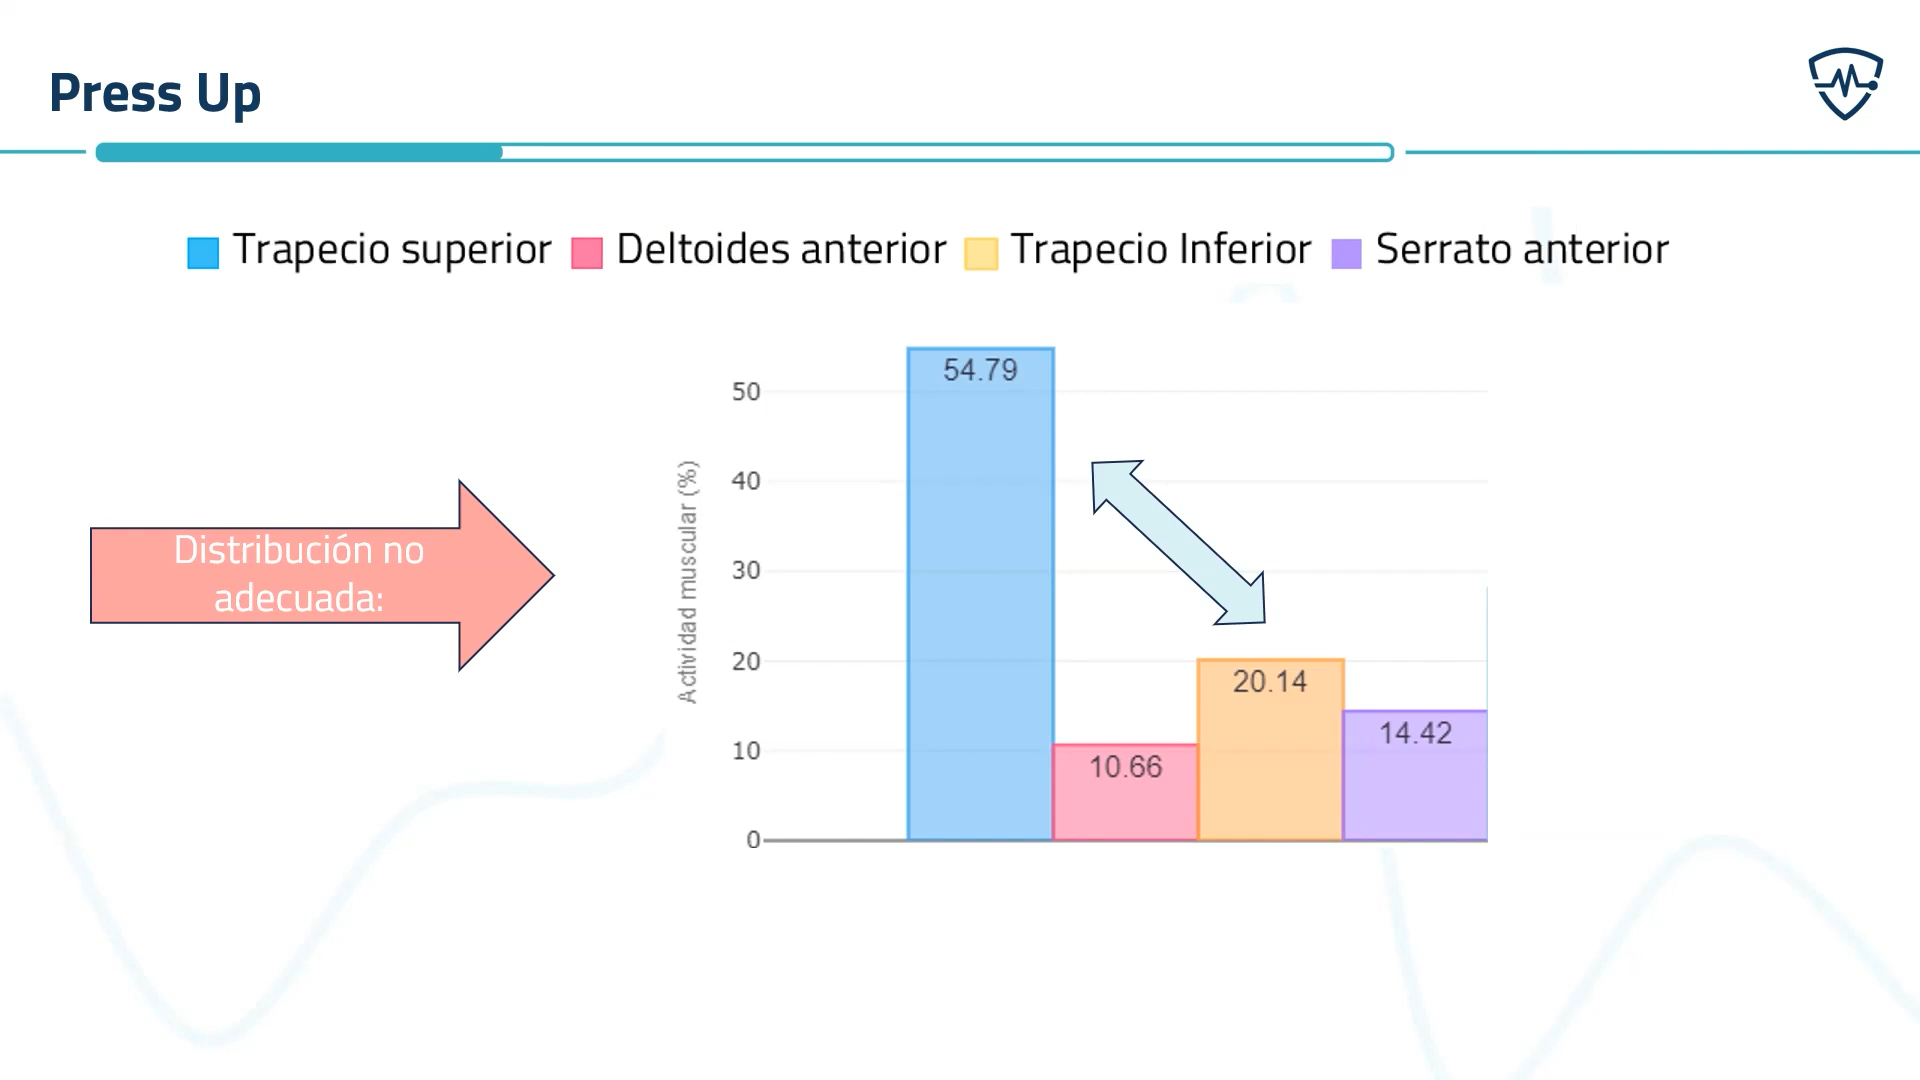 Press Up
Trapecio superior Deltoides anterior Trapecio Inferior Serrato anterior
Distribución no
adecuada:
Actividad muscular (%)
50
40
30
20
10
0
54.79
10.66
20.14
14.42